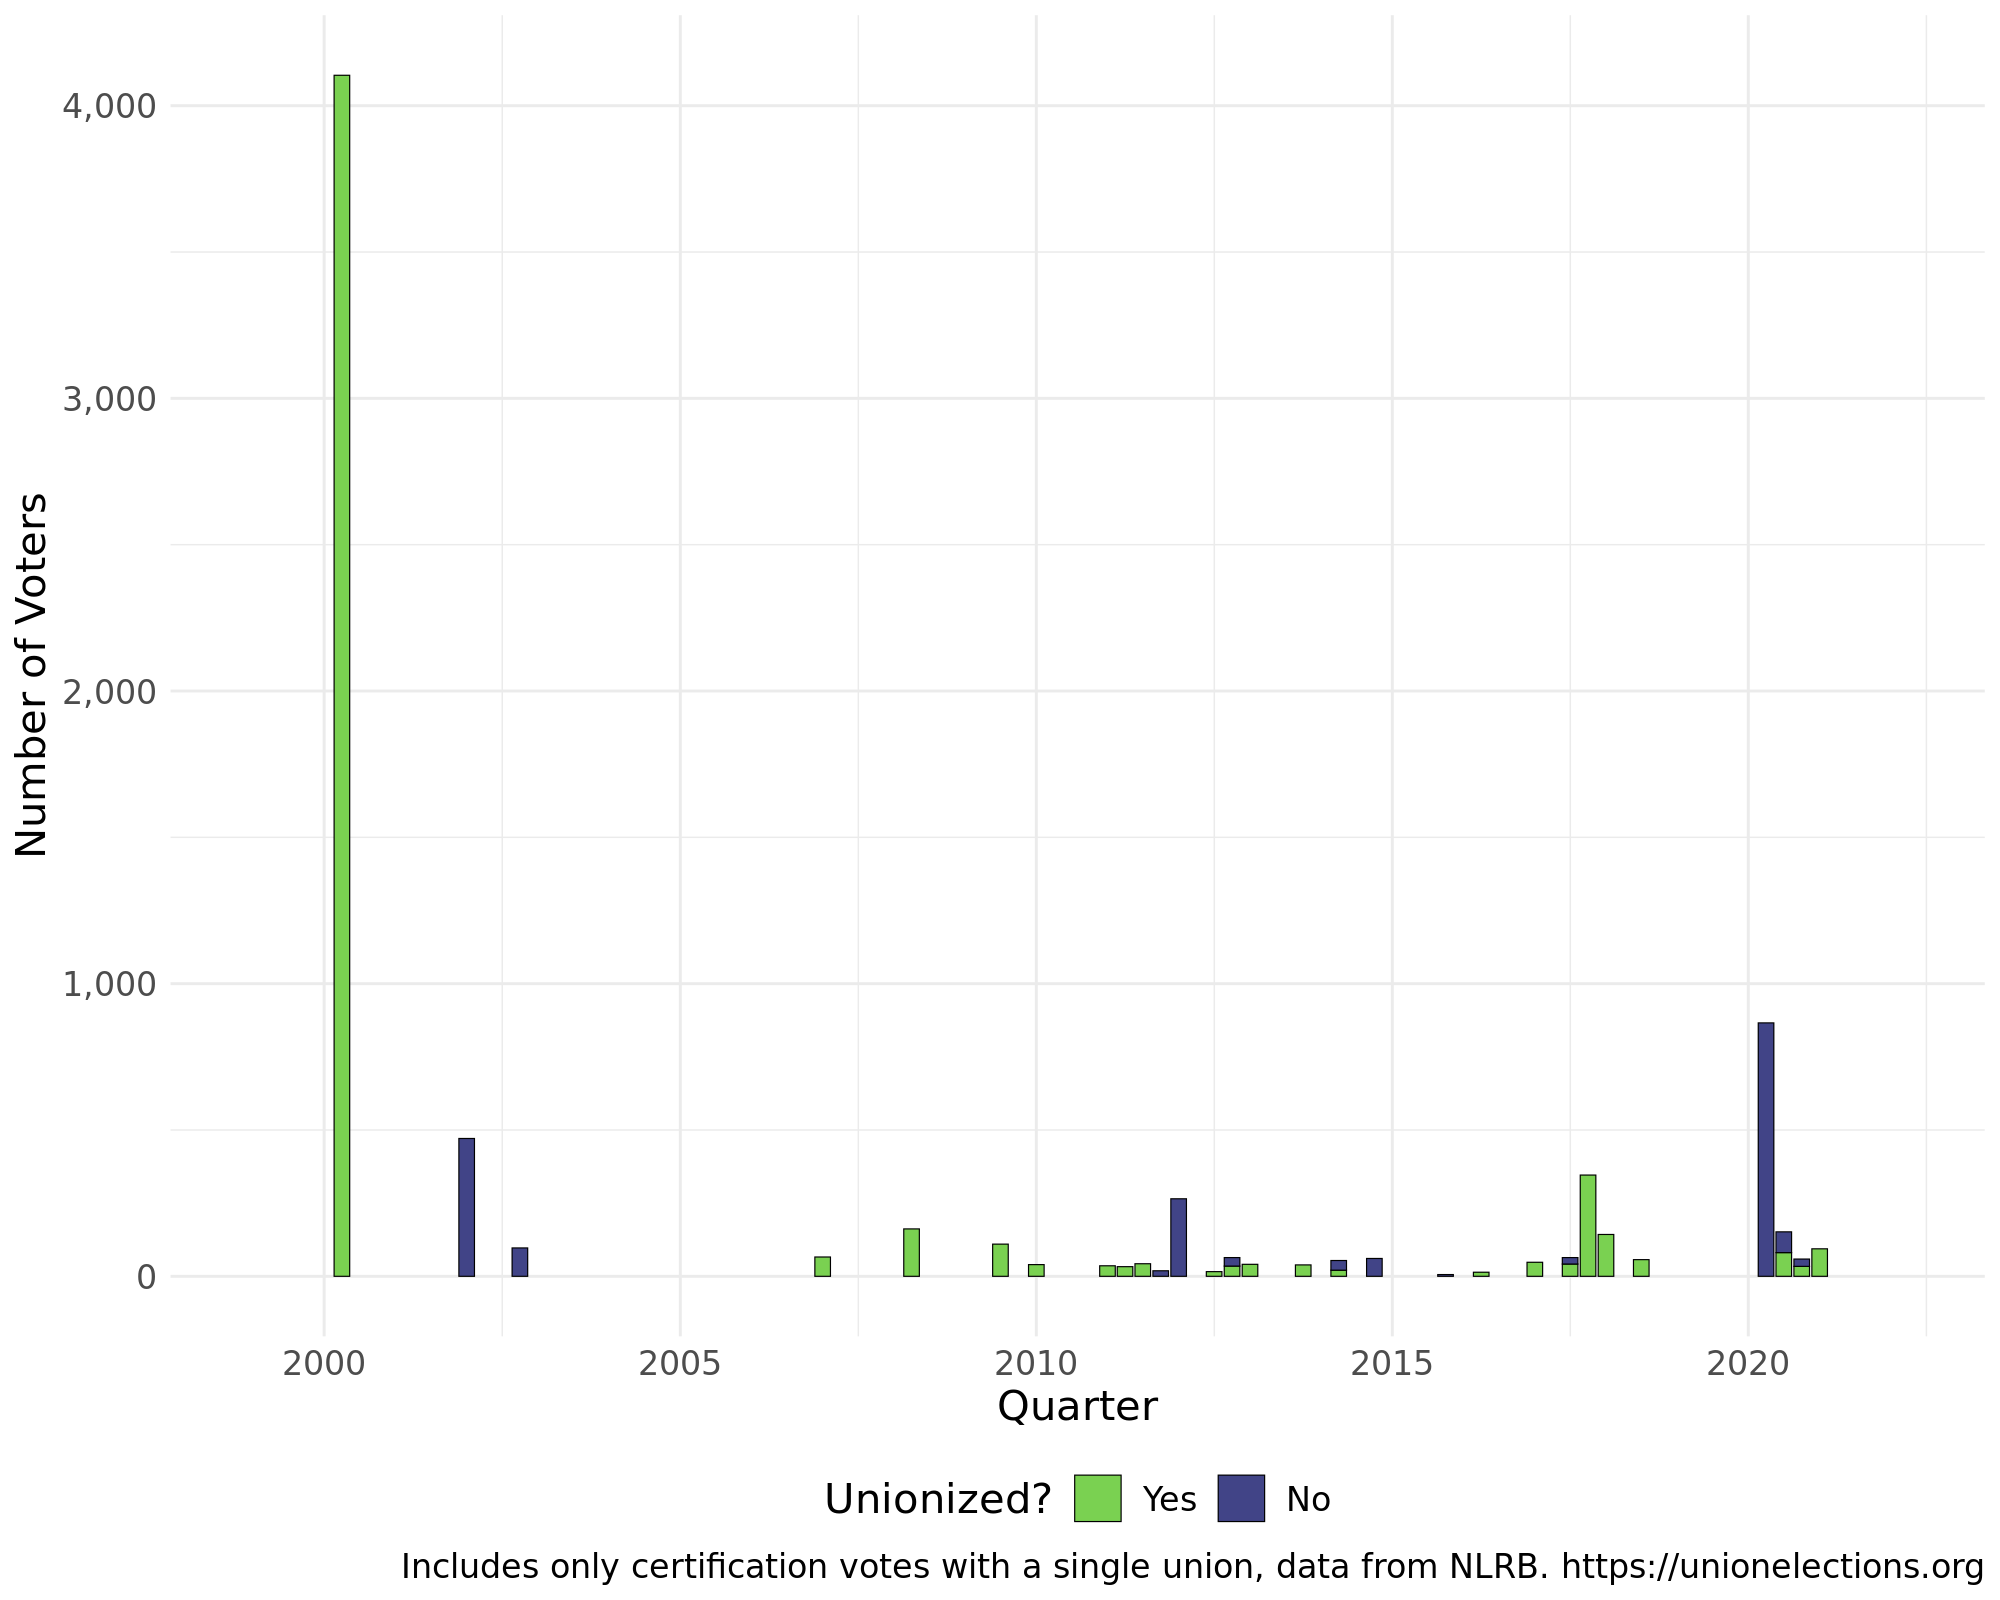 Number of Voters
4,000
3,000
2,000
1,000
0
2000 2005 2010 2015 2020
Quarter
Unionized? Yes No
Includes only certification votes with a single union, data from NLRB. https://unionelections.org